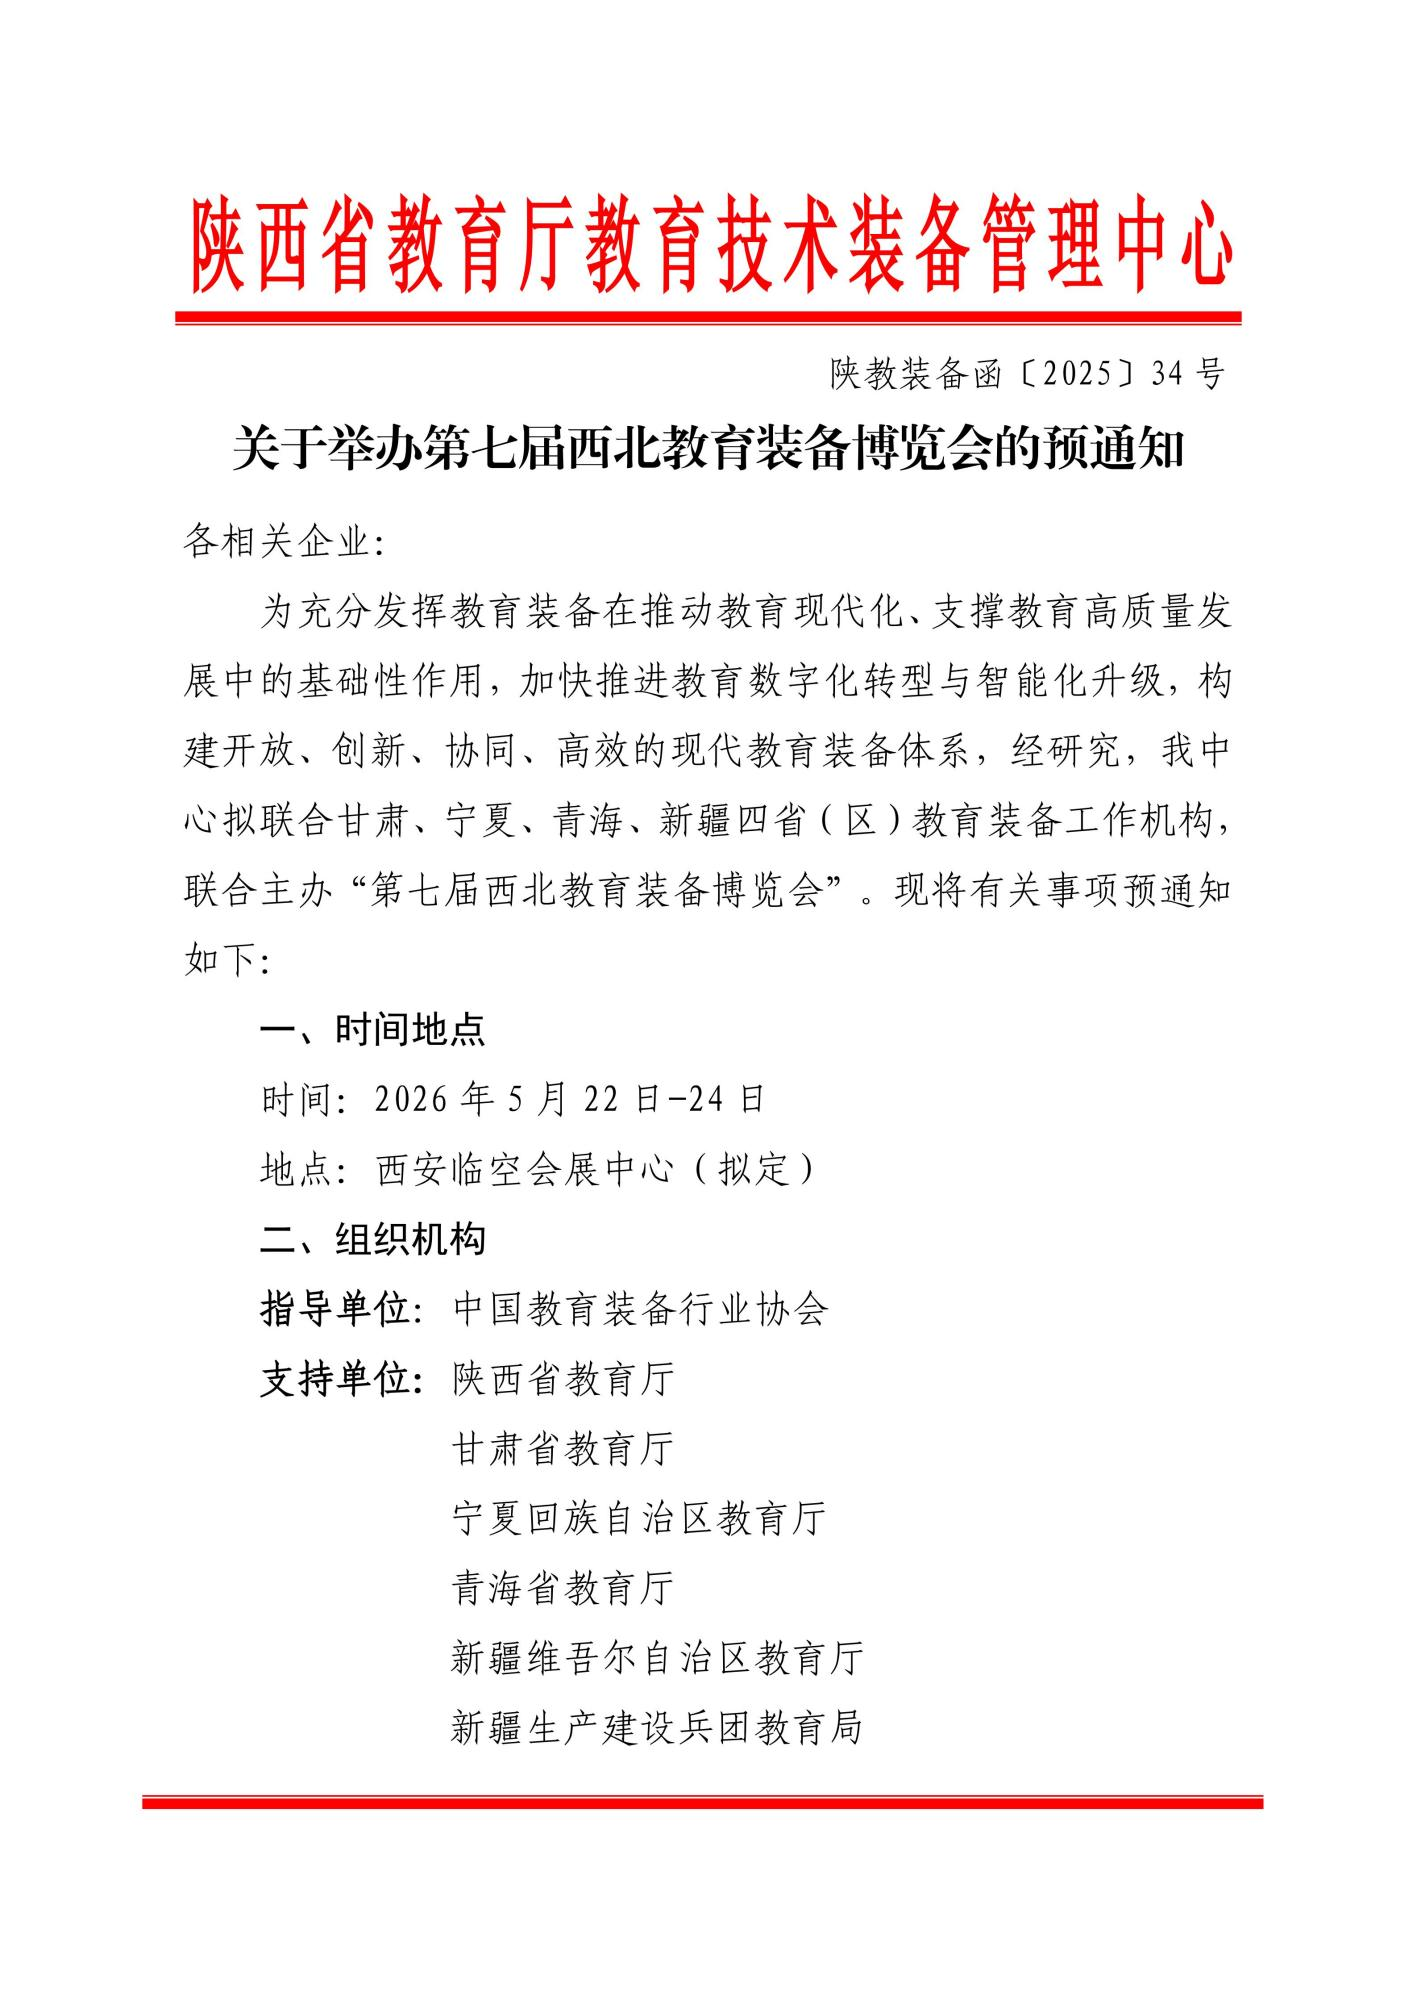 陕西省教育厅教育技术装备管理中心
陕教装备函〔2025〕34 号
关于举办第七届西北教育装备博览会的预通知
各相关企业：
为充分发挥教育装备在推动教育现代化、支撑教育高质量发
展中的基础性作用，加快推进教育数字化转型与智能化升级，构
建开放、创新、协同、高效的现代教育装备体系，经研究，我中
心拟联合甘肃、宁夏、青海、新疆四省（区）教育装备工作机构，
联合主办“第七届西北教育装备博览会”。现将有关事项预通知
如下：
一、时间地点
时间：2026 年 5 月 22 日-24 日
地点：西安临空会展中心（拟定）
二、组织机构
指导单位：中国教育装备行业协会
支持单位：陕西省教育厅
甘肃省教育厅
宁夏回族自治区教育厅
青海省教育厅
新疆维吾尔自治区教育厅
新疆生产建设兵团教育局